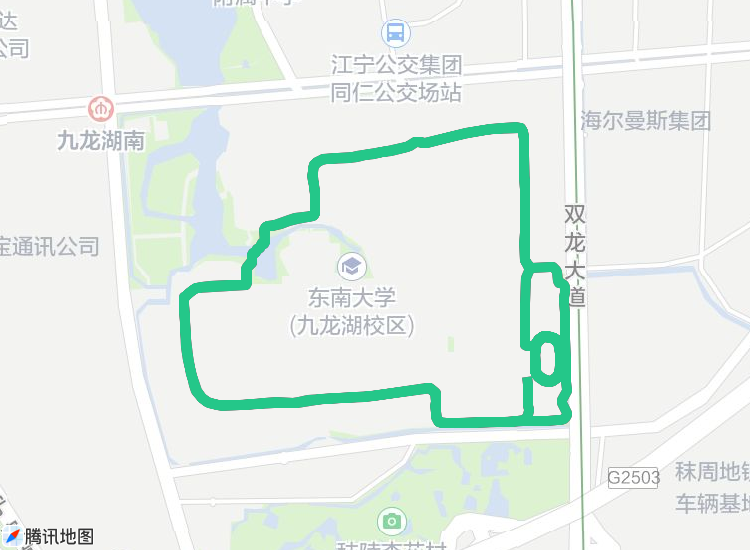 达
公司
江宁公交集团
同仁公交场站
海尔曼斯集团
九龙湖南
双龙大道
通讯公司
东南大学
(九龙湖校区)
G2503
秣周地铁
车辆基地
腾讯地图